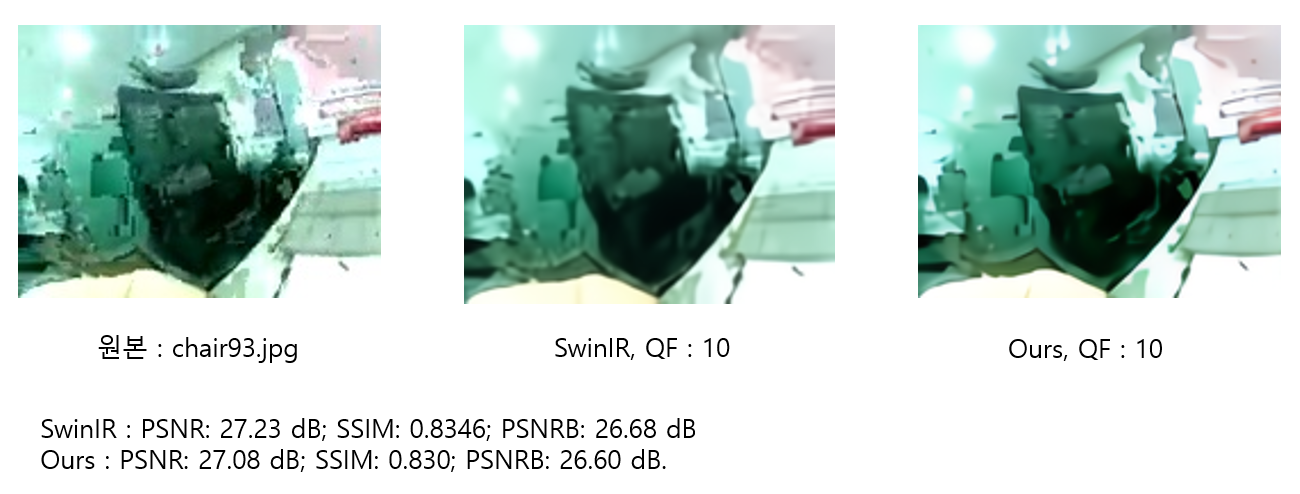 원본 : chair93.jpg
SwinIR, QF : 10
Ours, QF : 10
SwinIR : PSNR: 27.23 dB; SSIM: 0.8346; PSNRB: 26.68 dB
Ours : PSNR: 27.08 dB; SSIM: 0.830; PSNRB: 26.60 dB.